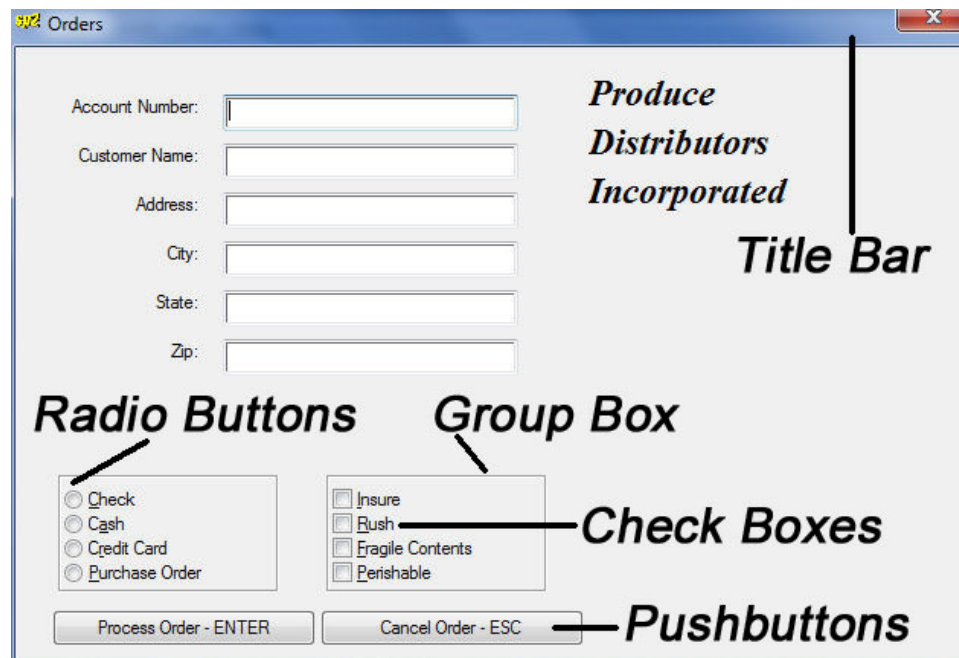 Orders
Account Number:
Produce
Distributors
Incorporated
Customer Name:
Address:
City:
Title Bar
State:
Zip:
Radio Buttons
Group Box
Check
Cash
Credit Card
Purchase Order
Insure
Rush
Fragile Contents
Perishable
Check Boxes
Process Order - ENTER
Cancel Order - ESC
Pushbuttons